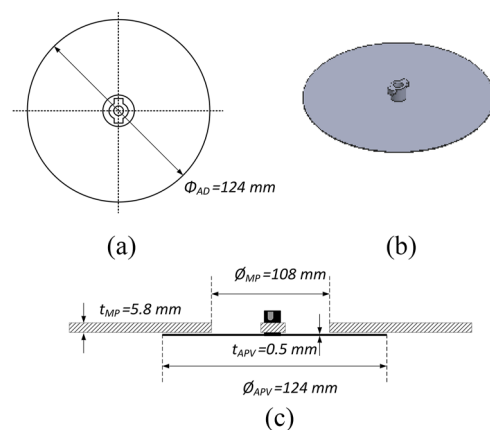 Φ_AD=124 mm
(a)
(b)
Ø_MP=108 mm
t_MP=5.8 mm
t_APV=0.5 mm
Ø_APV=124 mm
(c)